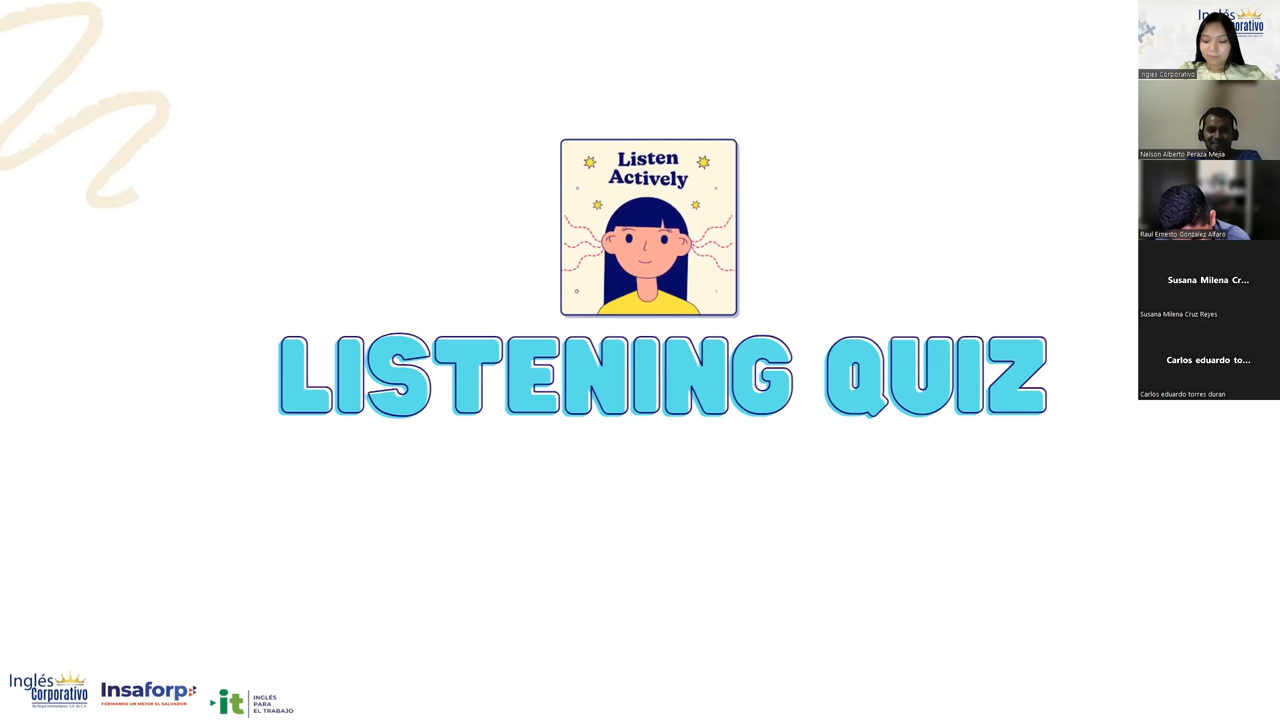 Listen
Actively
LISTENING QUIZ
Inglés
Corporativo
Insaforp
FORMANDO UN MEJOR EL SALVADOR
it
INGLÉS
PARA
EL TRABAJO
Inglés
orporativo
Ingles Corporativo
Nelson Alberto Peraza Mejia
Raul Ernesto Gonzalez Alfaro
Susana Milena Cr...
Susana Milena Cruz Reyes
Carlos eduardo to...
Carlos eduardo torres duran